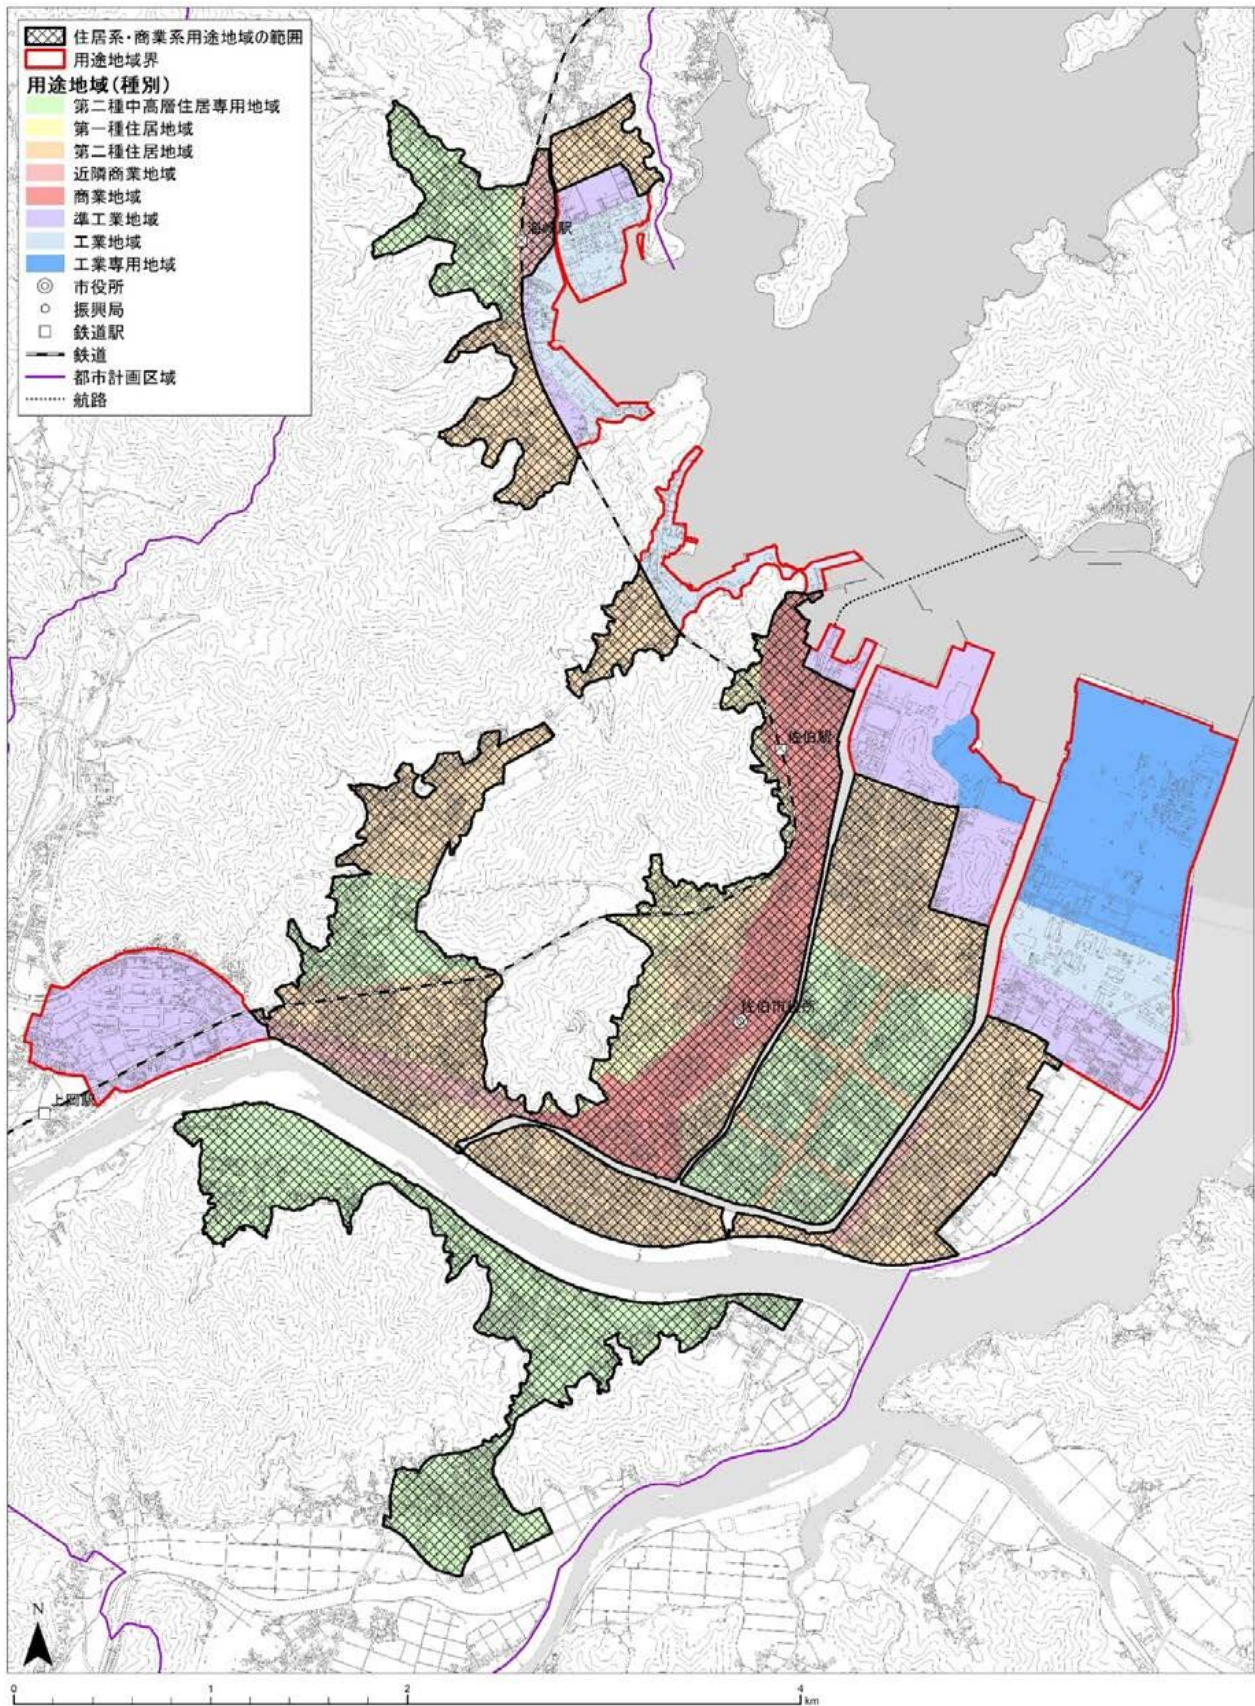 住居系・商業系用途地域の範囲
用途地域界
用途地域(種別)
第二種中高層住居専用地域
第一種住居地域
第二種住居地域
近隣商業地域
商業地域
準工業地域
工業地域
工業専用地域
市役所
振興局
鉄道駅
鉄道
都市計画区域
航路
海崎駅
佐伯駅
佐伯市役所
上岡駅
N
0 1 2 4
km